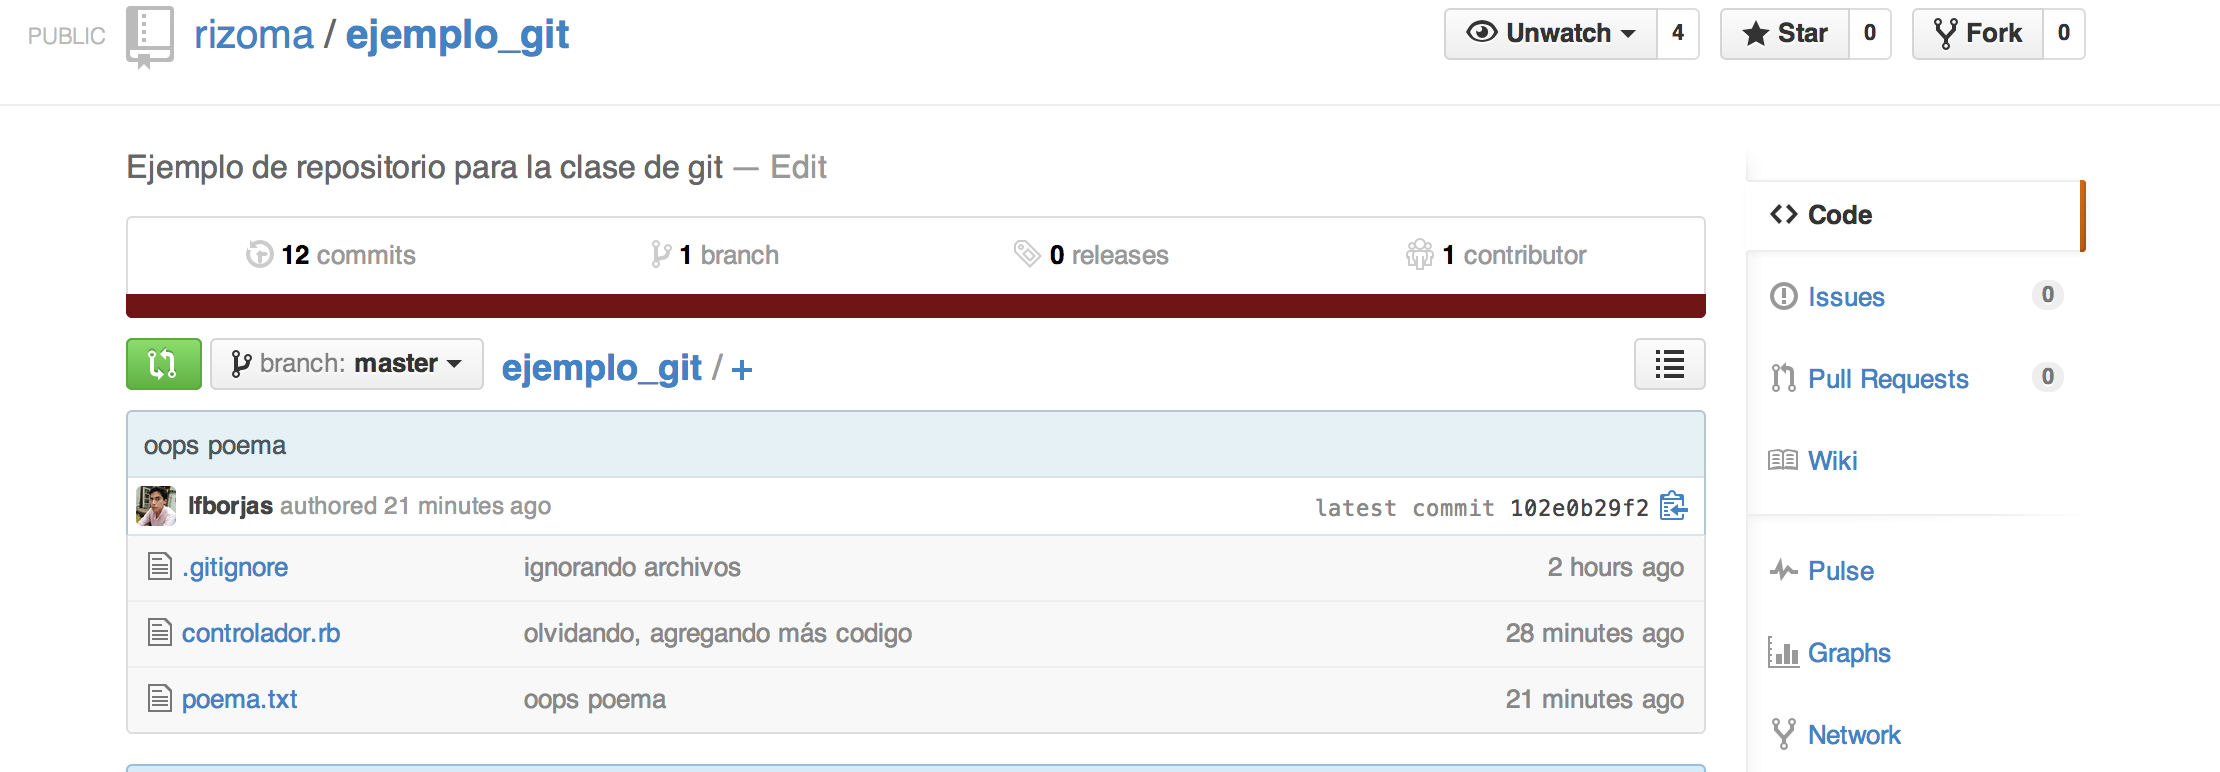 PUBLIC rizoma / ejemplo_git Unwatch 4 Star 0 Fork 0
Ejemplo de repositorio para la clase de git — Edit
12 commits 1 branch 0 releases 1 contributor
branch: master ejemplo_git / +
oops poema
lfborjas authored 21 minutes ago latest commit 102e0b29f2
.gitignore ignorando archivos 2 hours ago
controlador.rb olvidando, agregando más codigo 28 minutes ago
poema.txt oops poema 21 minutes ago
Code
Issues 0
Pull Requests 0
Wiki
Pulse
Graphs
Network